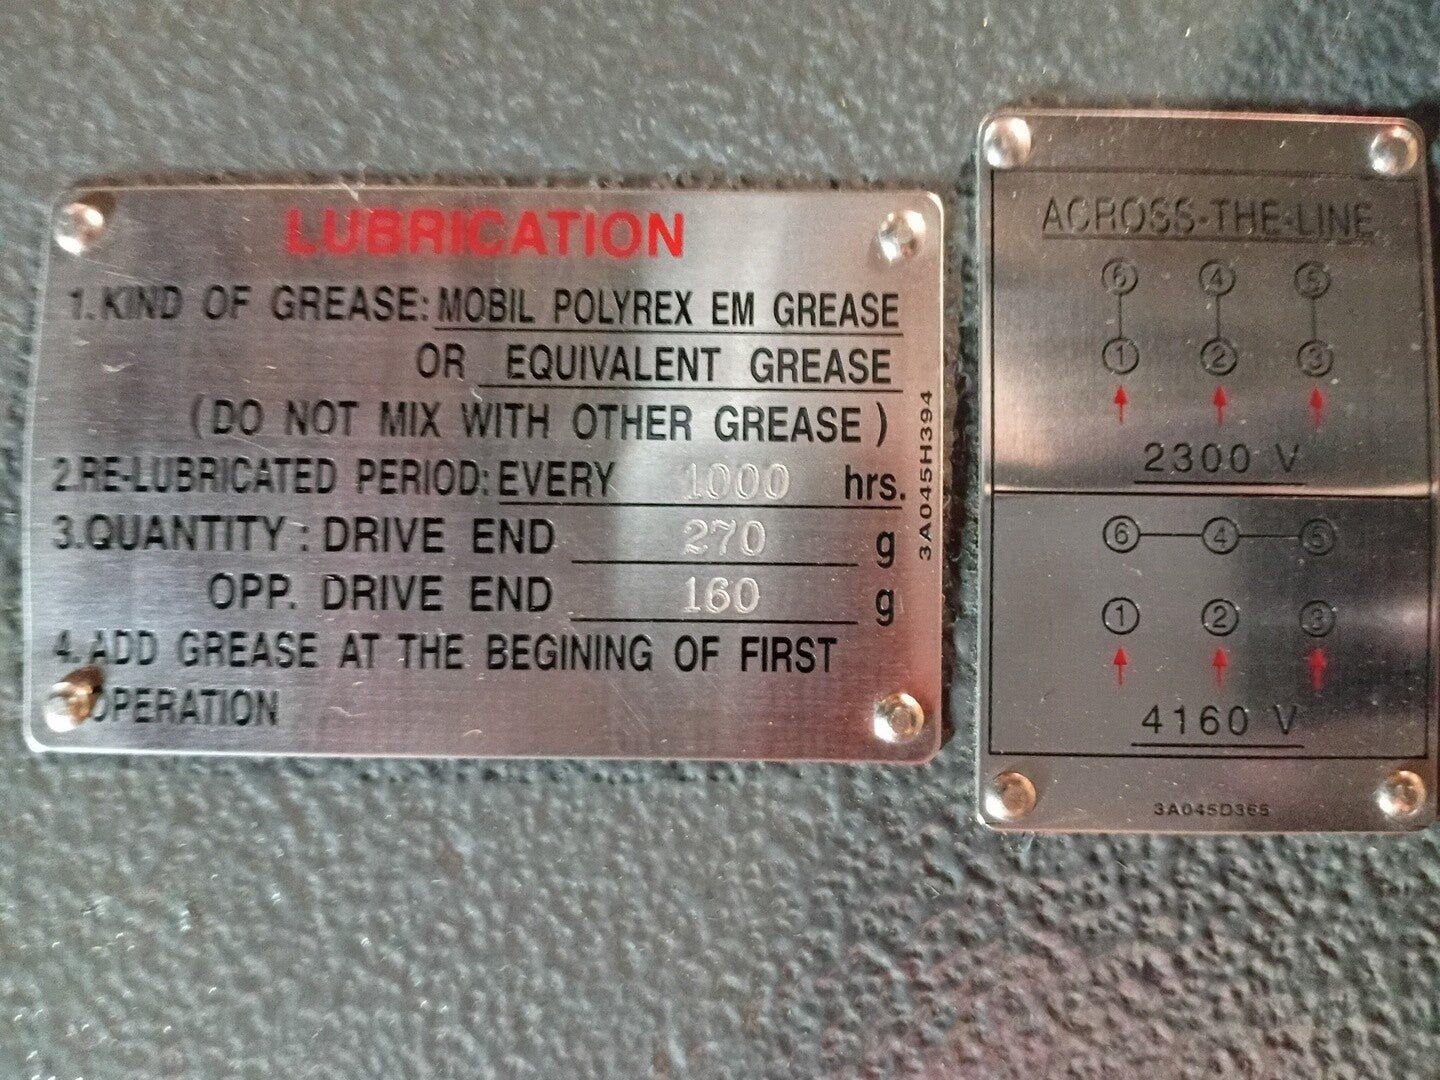 LUBRICATION
1.KIND OF GREASE: MOBIL POLYREX EM GREASE
OR EQUIVALENT GREASE
(DO NOT MIX WITH OTHER GREASE)
2.RE-LUBRICATED PERIOD: EVERY 1000 hrs.
3.QUANTITY : DRIVE END 270 g
OPP. DRIVE END 160 g
4.ADD GREASE AT THE BEGINING OF FIRST
OPERATION
3A045H394
ACROSS-THE-LINE
6 4 5
1 2 3
2300 V
6 4 5
1 2 3
4160 V
3A045D365